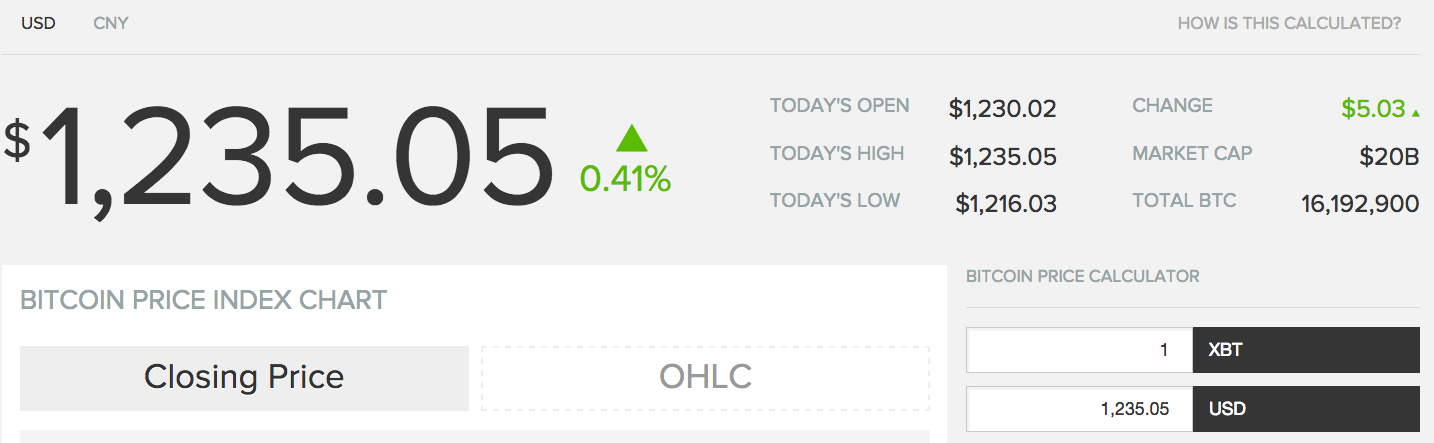 USD CNY HOW IS THIS CALCULATED?
$1,235.05 ▲ 0.41%
TODAY'S OPEN $1,230.02 CHANGE $5.03 ▲
TODAY'S HIGH $1,235.05 MARKET CAP $20B
TODAY'S LOW $1,216.03 TOTAL BTC 16,192,900
BITCOIN PRICE INDEX CHART
Closing Price OHLC
BITCOIN PRICE CALCULATOR
1 XBT
1,235.05 USD